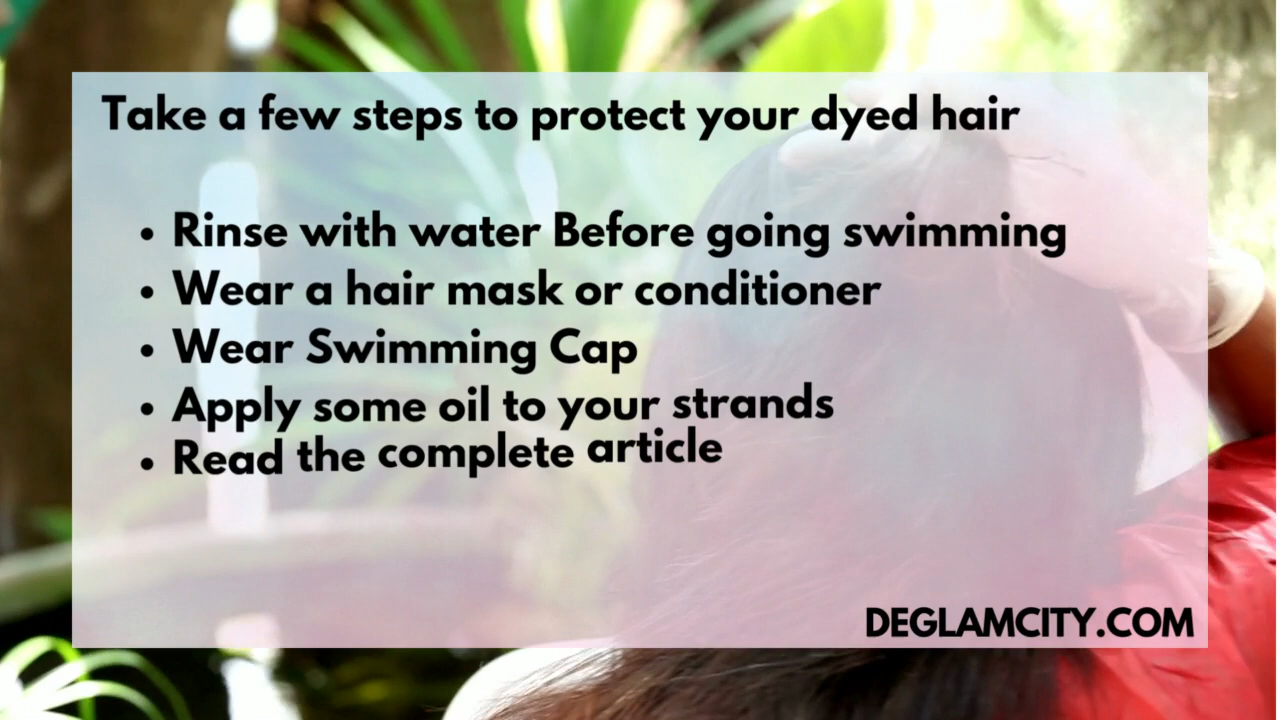 Take a few steps to protect your dyed hair
• Rinse with water Before going swimming
• Wear a hair mask or conditioner
• Wear Swimming Cap
• Apply some oil to your strands
• Read the complete article
DEGLAMCITY.COM